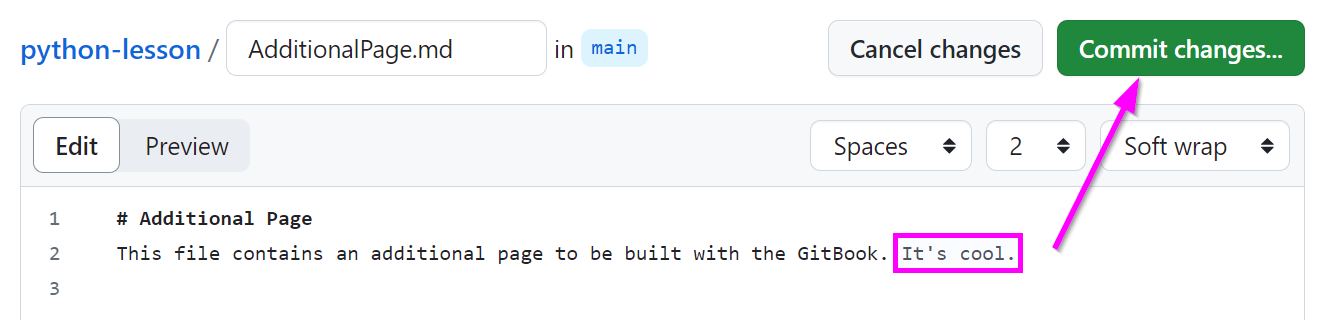 python-lesson / AdditionalPage.md in main Cancel changes Commit changes...
Edit Preview Spaces 2 Soft wrap
1 # Additional Page
2 This file contains an additional page to be built with the GitBook. It's cool.
3